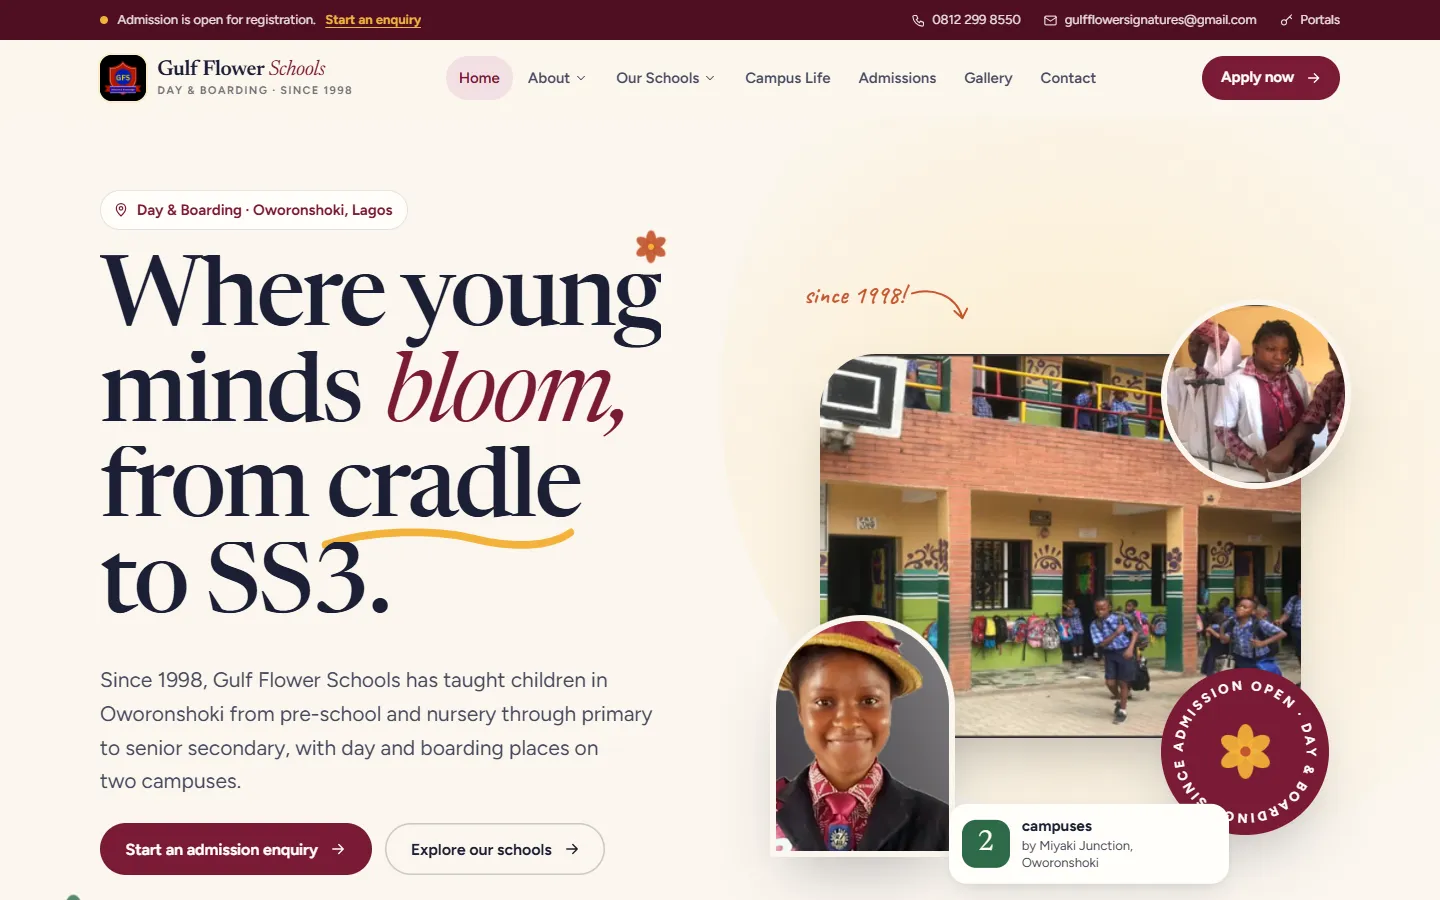 Admission is open for registration. Start an enquiry
0812 299 8550
gulfflowersignatures@gmail.com
Portals
GFS
Gulf Flower Schools
DAY & BOARDING · SINCE 1998
Home
About
Our Schools
Campus Life
Admissions
Gallery
Contact
Apply now
Day & Boarding · Oworonshoki, Lagos
Where young
minds bloom,
from cradle
to SS3.
since 1998!
Since 1998, Gulf Flower Schools has taught children in
Oworonshoki from pre-school and nursery through primary
to senior secondary, with day and boarding places on
two campuses.
Start an admission enquiry
Explore our schools
ADMISSION OPEN · DAY & BOARDING
SINCE
2
campuses
by Miyaki Junction,
Oworonshoki